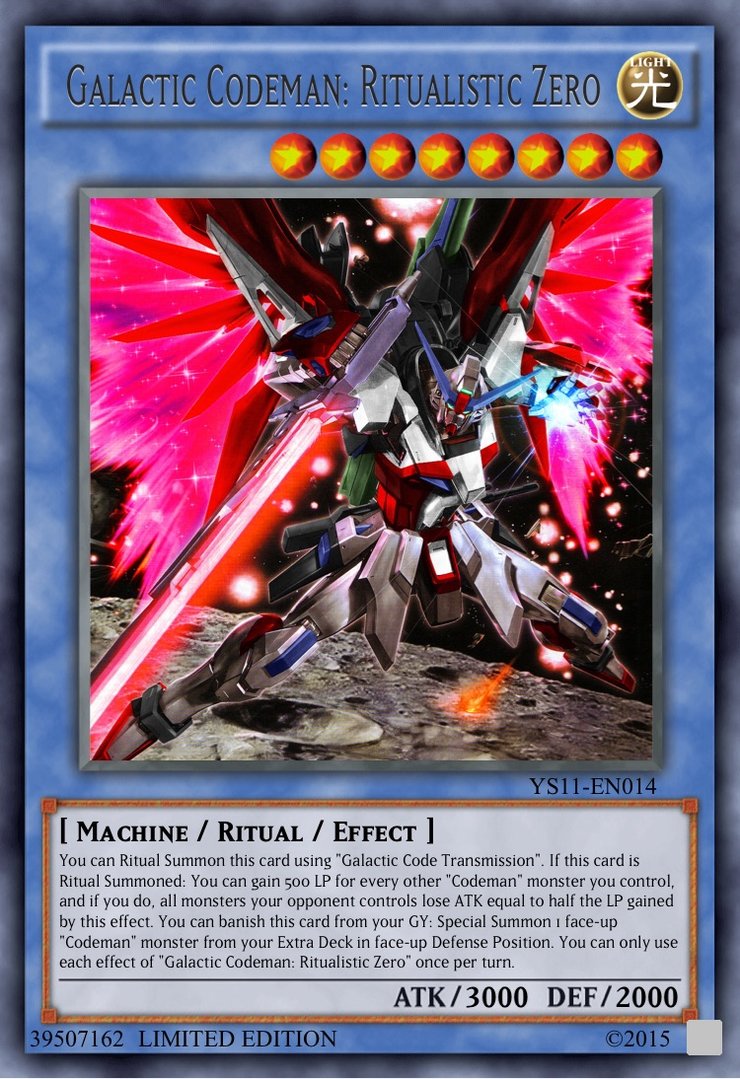 Galactic Codeman: Ritualistic Zero
LIGHT
光
YS11-EN014
[ Machine / Ritual / Effect ]
You can Ritual Summon this card using "Galactic Code Transmission". If this card is
Ritual Summoned: You can gain 500 LP for every other "Codeman" monster you control,
and if you do, all monsters your opponent controls lose ATK equal to half the LP gained
by this effect. You can banish this card from your GY: Special Summon 1 face-up
"Codeman" monster from your Extra Deck in face-up Defense Position. You can only use
each effect of "Galactic Codeman: Ritualistic Zero" once per turn.
ATK/3000 DEF/2000
39507162 LIMITED EDITION ©2015